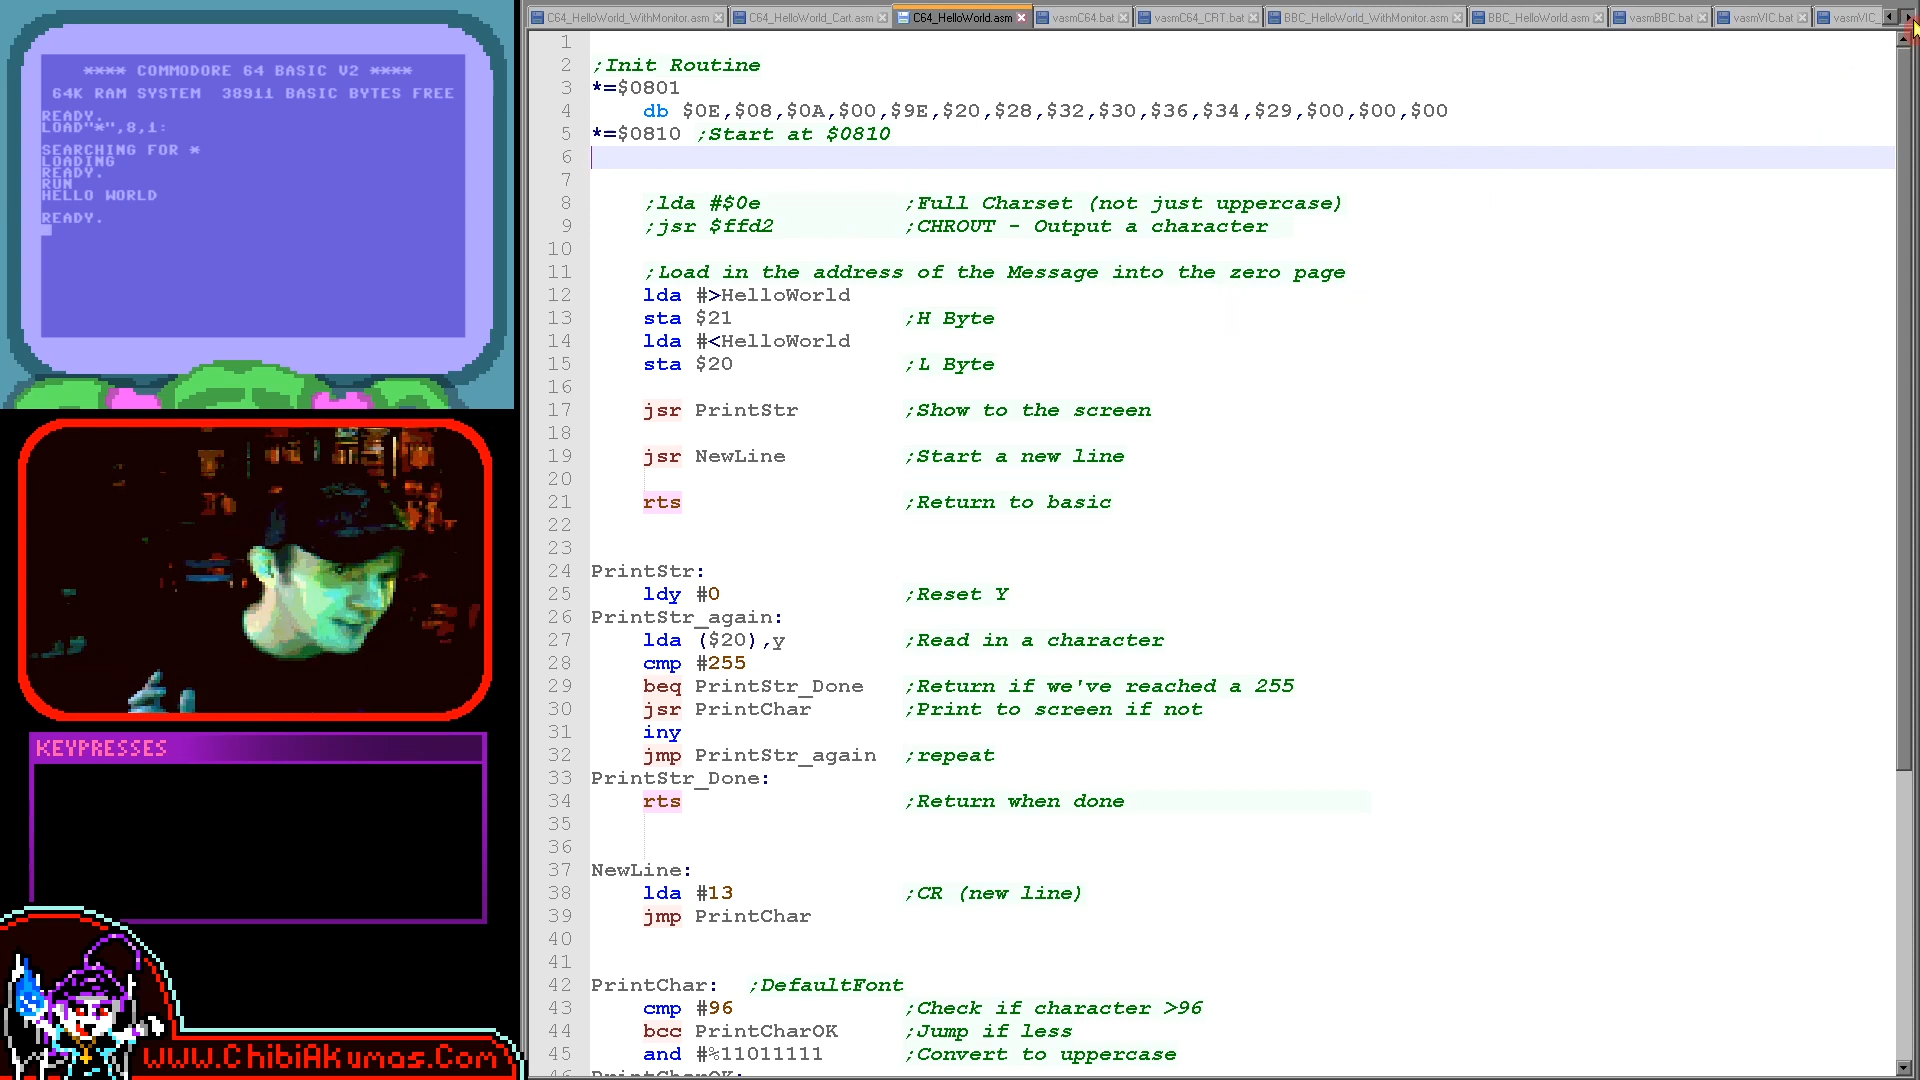 **** COMMODORE 64 BASIC V2 ****
64K RAM SYSTEM  38911 BASIC BYTES FREE
READY.
LOAD"*",8,1:
SEARCHING FOR *
LOADING
READY.
RUN
HELLO WORLD
READY.
KEYPRESSES
www.ChibiAkumas.Com
C64_HelloWorld_WithMonitor.asm
C64_HelloWorld_Cart.asm
C64_HelloWorld.asm
vasmC64.bat
vasmC64_CRT.bat
BBC_HelloWorld_WithMonitor.asm
BBC_HelloWorld.asm
vasmBBC.bat
vasmVIC.bat
vasmVIC_
1
2 ;Init Routine
3 *=$0801
4 db $0E,$08,$0A,$00,$9E,$20,$28,$32,$30,$36,$34,$29,$00,$00,$00
5 *=$0810 ;Start at $0810
6
7
8 ;lda #$0e ;Full Charset (not just uppercase)
9 ;jsr $ffd2 ;CHROUT - Output a character
10
11 ;Load in the address of the Message into the zero page
12 lda #>HelloWorld
13 sta $21 ;H Byte
14 lda #<HelloWorld
15 sta $20 ;L Byte
16
17 jsr PrintStr ;Show to the screen
18
19 jsr NewLine ;Start a new line
20
21 rts ;Return to basic
22
23
24 PrintStr:
25 ldy #0 ;Reset Y
26 PrintStr_again:
27 lda ($20),y ;Read in a character
28 cmp #255
29 beq PrintStr_Done ;Return if we've reached a 255
30 jsr PrintChar ;Print to screen if not
31 iny
32 jmp PrintStr_again ;repeat
33 PrintStr_Done:
34 rts ;Return when done
35
36
37 NewLine:
38 lda #13 ;CR (new line)
39 jmp PrintChar
40
41
42 PrintChar: ;DefaultFont
43 cmp #96 ;Check if character >96
44 bcc PrintCharOK ;Jump if less
45 and #%11011111 ;Convert to uppercase
46 PrintCharOK: